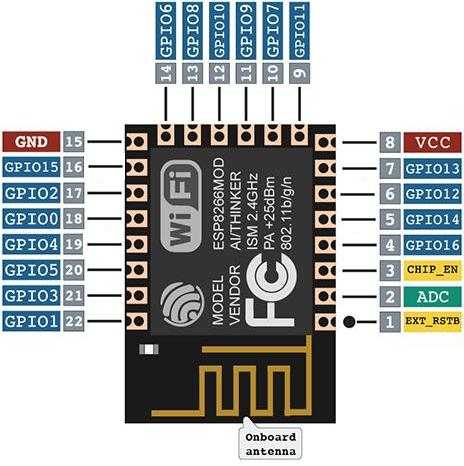 GPIO6 GPIO8 GPIO10 GPIO9 GPIO7 GPIO11
14 13 12 11 10 9
GND 15
GPIO15 16
GPIO2 17
GPIO0 18
GPIO4 19
GPIO5 20
GPIO3 21
GPIO1 22
WiFi
ESP8266MOD
AI/THINKER
ISM 2.4GHz
PA +25dBm
802.11b/g/n
MODEL
VENDOR
FC
8 VCC
7 GPIO13
6 GPIO12
5 GPIO14
4 GPIO16
3 CHIP_EN
2 ADC
1 EXT_RSTB
Onboard
antenna